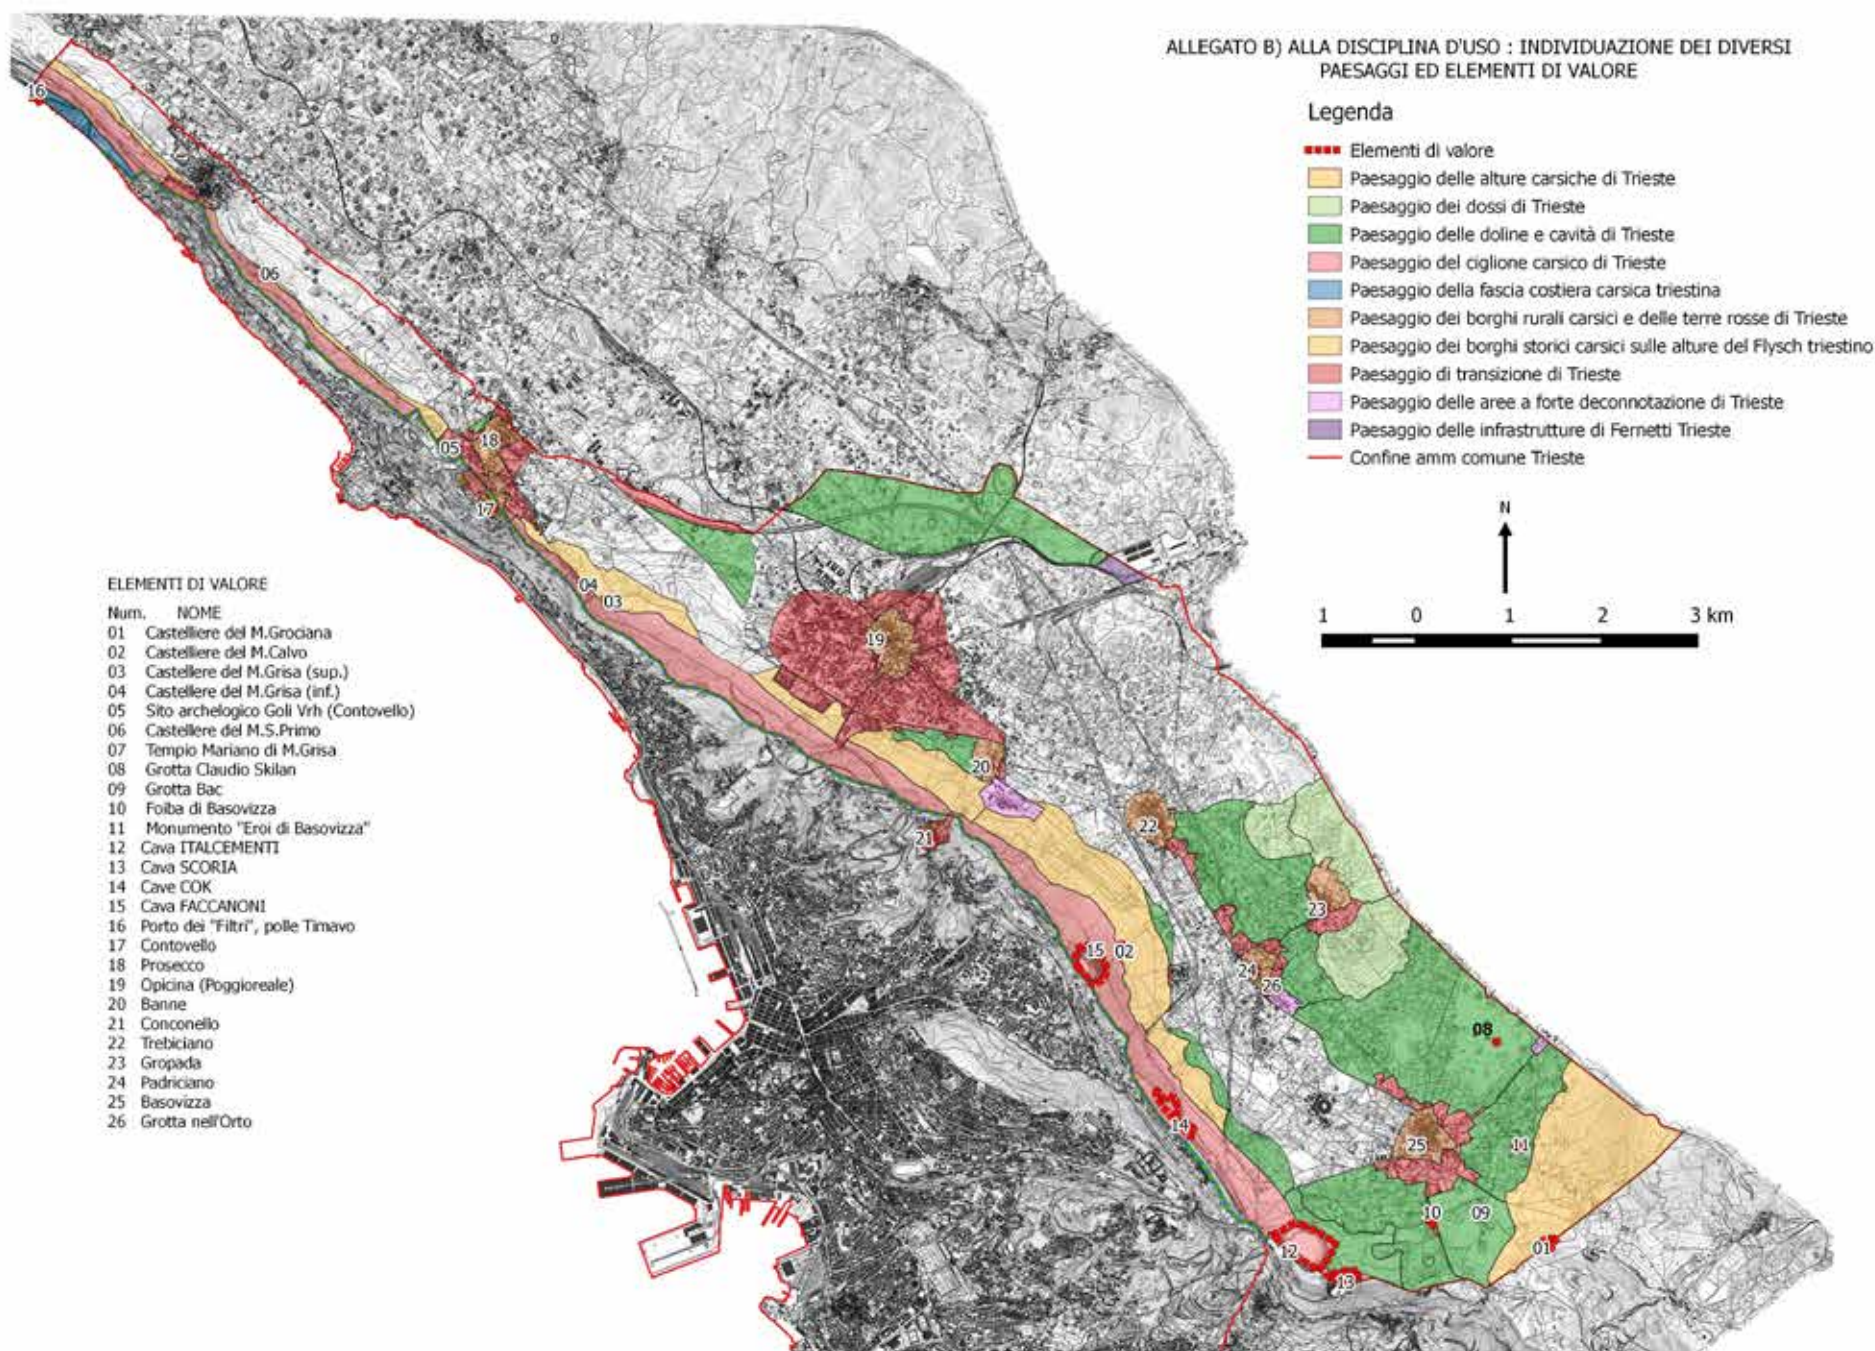 ALLEGATO B) ALLA DISCIPLINA D'USO : INDIVIDUAZIONE DEI DIVERSI
PAESAGGI ED ELEMENTI DI VALORE
Legenda
Elementi di valore
Paesaggio delle alture carsiche di Trieste
Paesaggio dei dossi di Trieste
Paesaggio delle doline e cavità di Trieste
Paesaggio del ciglione carsico di Trieste
Paesaggio della fascia costiera carsica triestina
Paesaggio dei borghi rurali carsici e delle terre rosse di Trieste
Paesaggio dei borghi storici carsici sulle alture del Flysch triestino
Paesaggio di transizione di Trieste
Paesaggio delle aree a forte deconnotazione di Trieste
Paesaggio delle infrastrutture di Fernetti Trieste
Confine amm comune Trieste
N
1 0 1 2 3 km
ELEMENTI DI VALORE
Num. NOME
01 Castelliere del M.Grociana
02 Castelliere del M.Calvo
03 Castellere del M.Grisa (sup.)
04 Castellere del M.Grisa (inf.)
05 Sito archelogico Goli Vrh (Contovello)
06 Castellere del M.S.Primo
07 Tempio Mariano di M.Grisa
08 Grotta Claudio Skilan
09 Grotta Bac
10 Foiba di Basovizza
11 Monumento "Eroi di Basovizza"
12 Cava ITALCEMENTI
13 Cava SCORIA
14 Cave COK
15 Cava FACCANONI
16 Porto dei "Filtri", polle Timavo
17 Contovello
18 Prosecco
19 Opicina (Poggioreale)
20 Banne
21 Conconello
22 Trebiciano
23 Gropada
24 Padriciano
25 Basovizza
26 Grotta nell'Orto
16
06
05
18
17
04
03
19
20
21
22
23
15
02
24
26
08
14
25
11
10
09
12
01
13